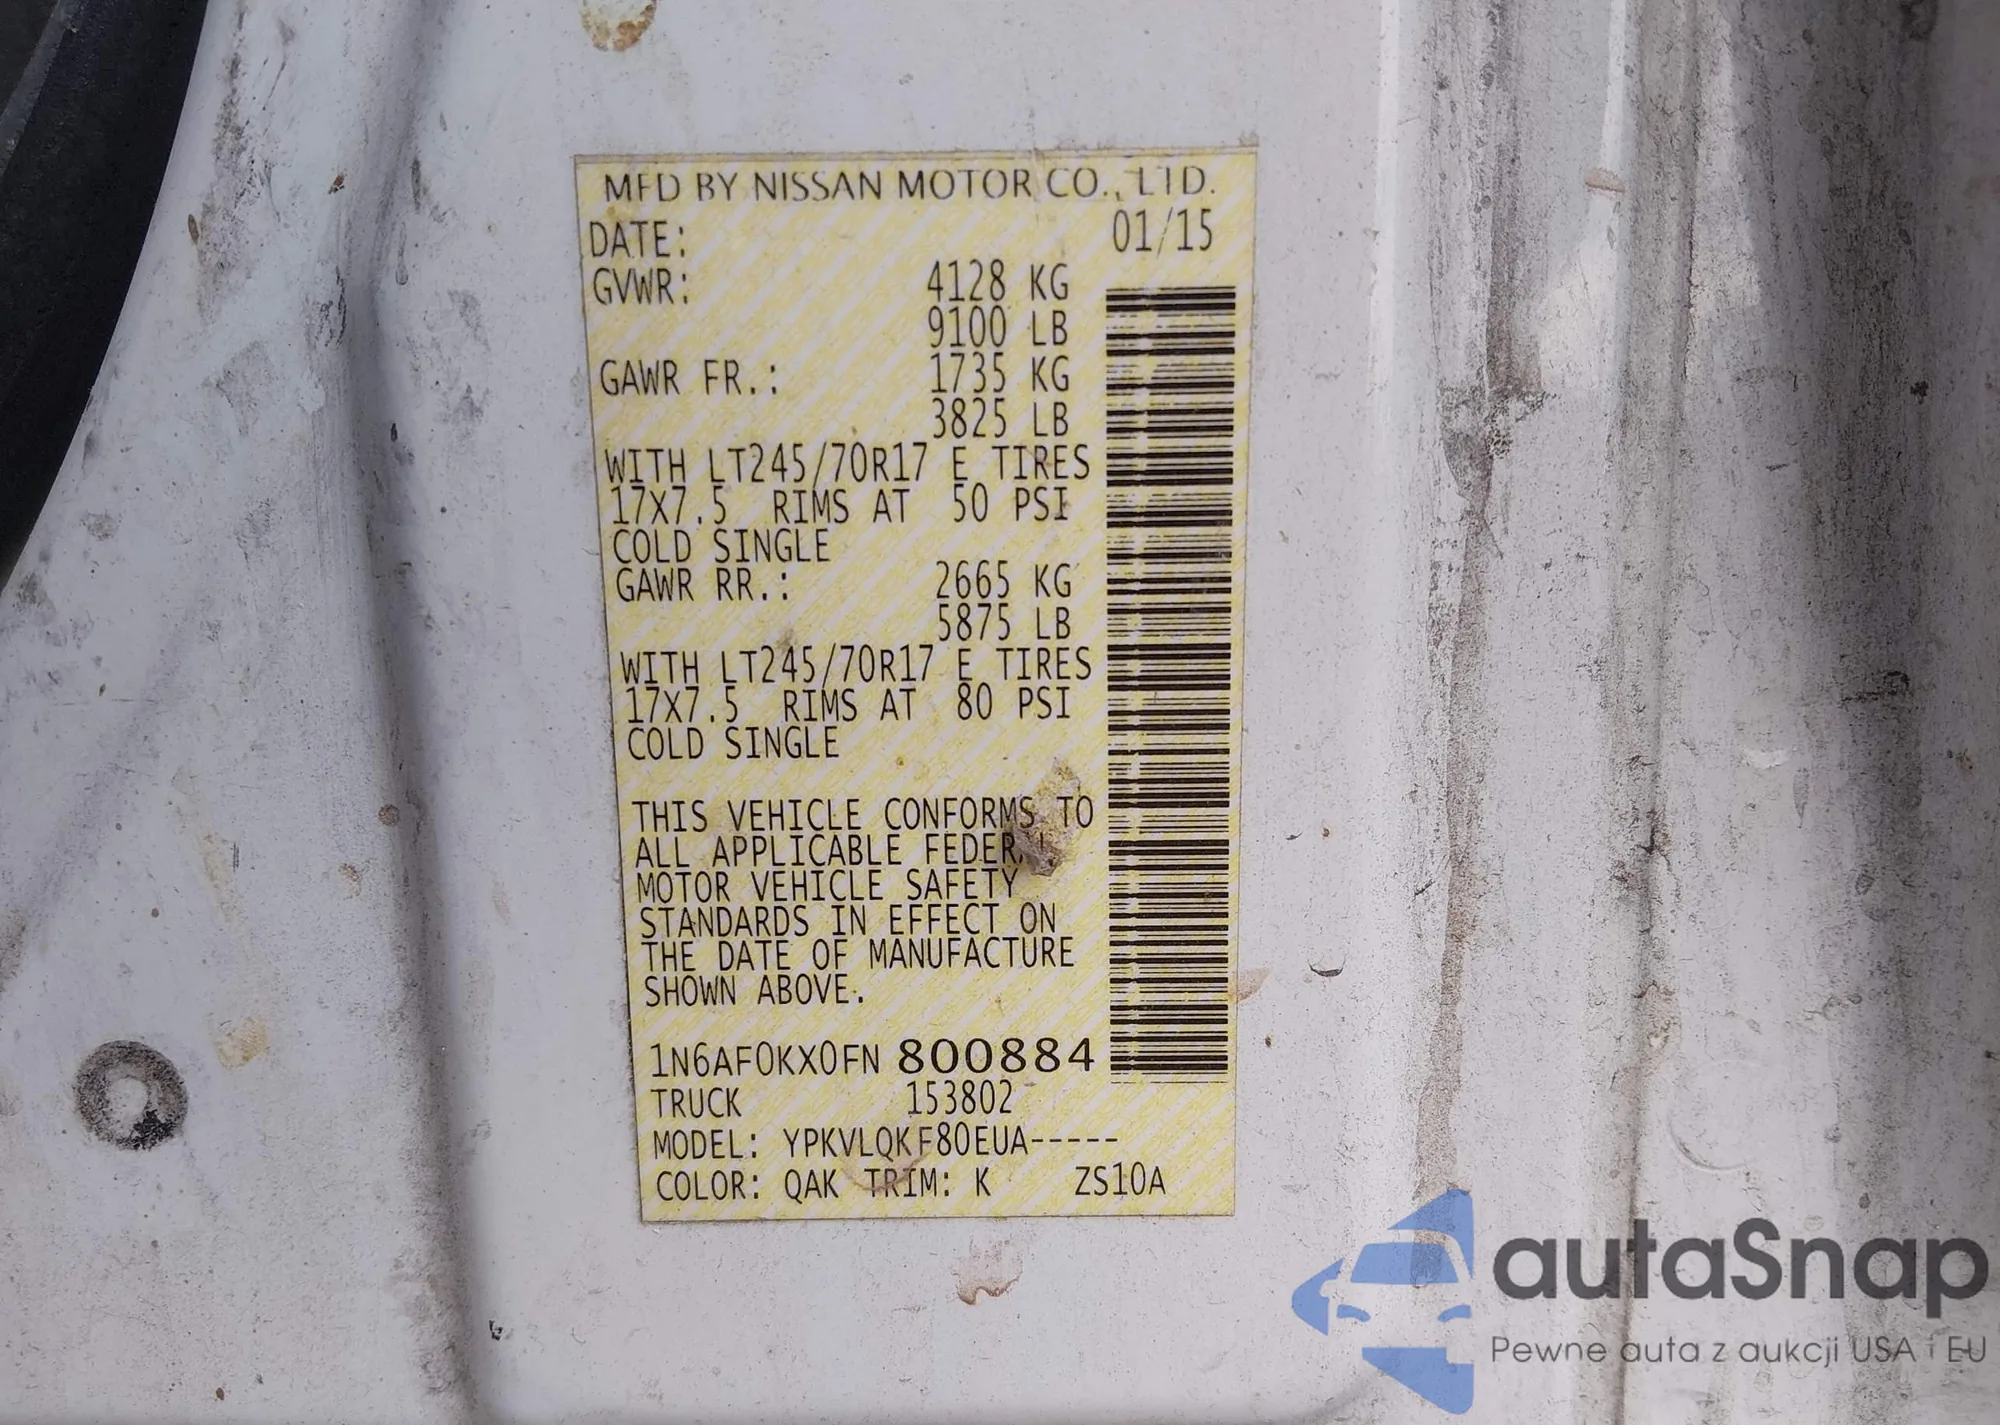 MFD BY NISSAN MOTOR CO., LTD.
DATE: 01/15
GVWR: 4128 KG
9100 LB
GAWR FR.: 1735 KG
3825 LB
WITH LT245/70R17 E TIRES
17X7.5 RIMS AT 50 PSI
COLD SINGLE
GAWR RR.: 2665 KG
5875 LB
WITH LT245/70R17 E TIRES
17X7.5 RIMS AT 80 PSI
COLD SINGLE
THIS VEHICLE CONFORMS TO
ALL APPLICABLE FEDERAL
MOTOR VEHICLE SAFETY
STANDARDS IN EFFECT ON
THE DATE OF MANUFACTURE
SHOWN ABOVE.
1N6AF0KX0FN 800884
TRUCK 153802
MODEL: YPKVLQKF80EUA-----
COLOR: QAK TRIM: K ZS10A
autaSnap
Pewne auta z aukcji USA i EU